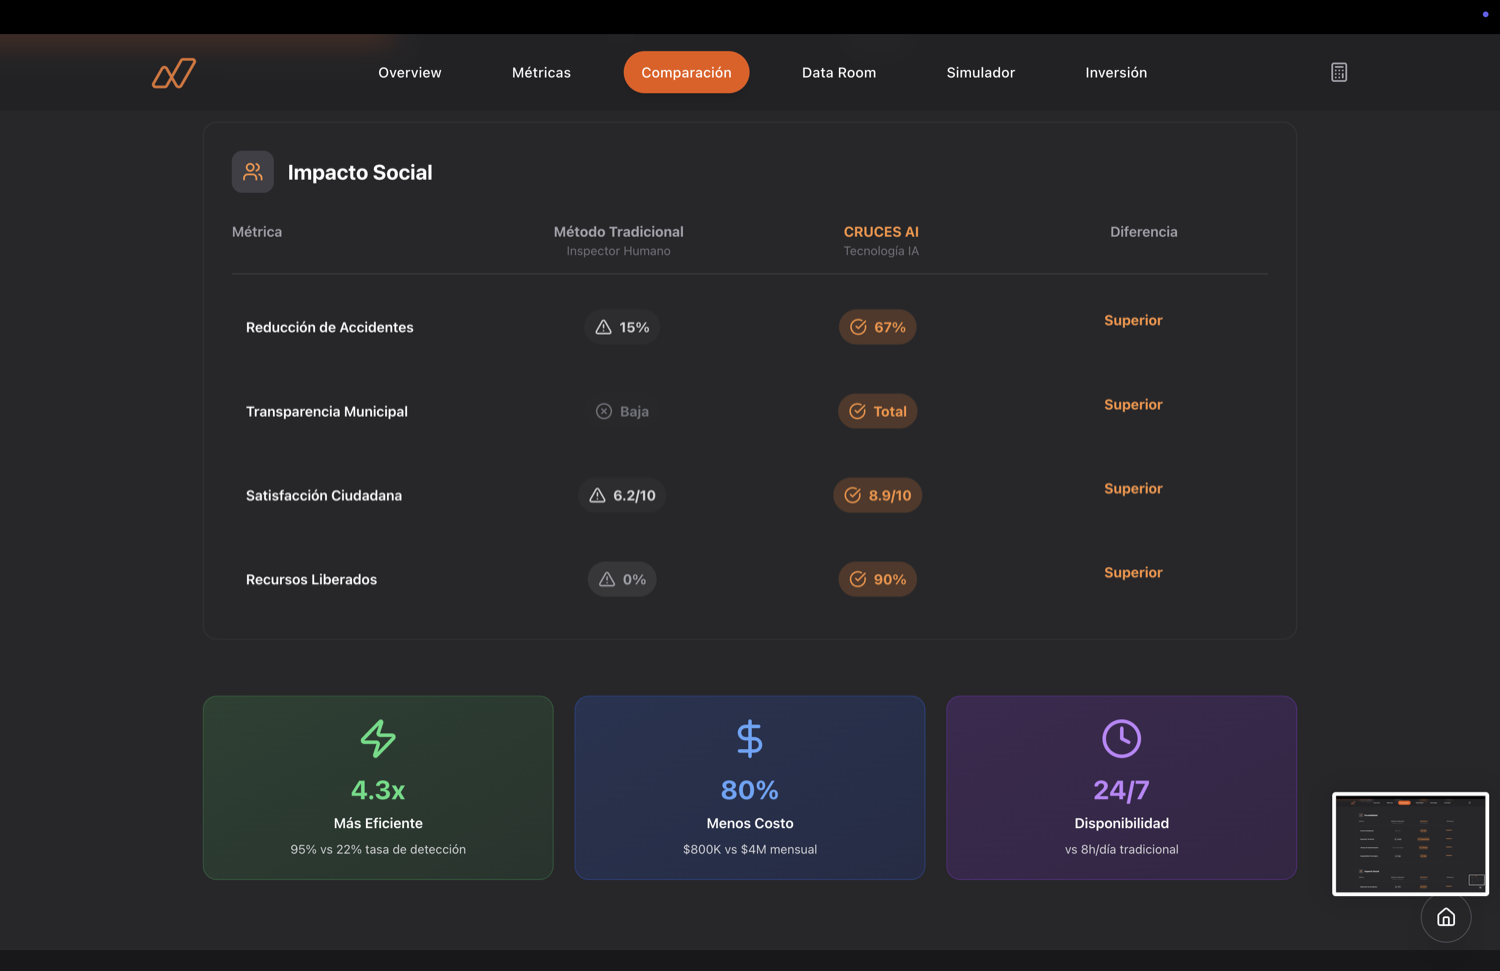 Overview
Métricas
Comparación
Data Room
Simulador
Inversión
Impacto Social
Métrica
Método Tradicional
Inspector Humano
CRUCES AI
Tecnología IA
Diferencia
Reducción de Accidentes
15%
67%
Superior
Transparencia Municipal
Baja
Total
Superior
Satisfacción Ciudadana
6.2/10
8.9/10
Superior
Recursos Liberados
0%
90%
Superior
4.3x
Más Eficiente
95% vs 22% tasa de detección
80%
Menos Costo
$800K vs $4M mensual
24/7
Disponibilidad
vs 8h/día tradicional